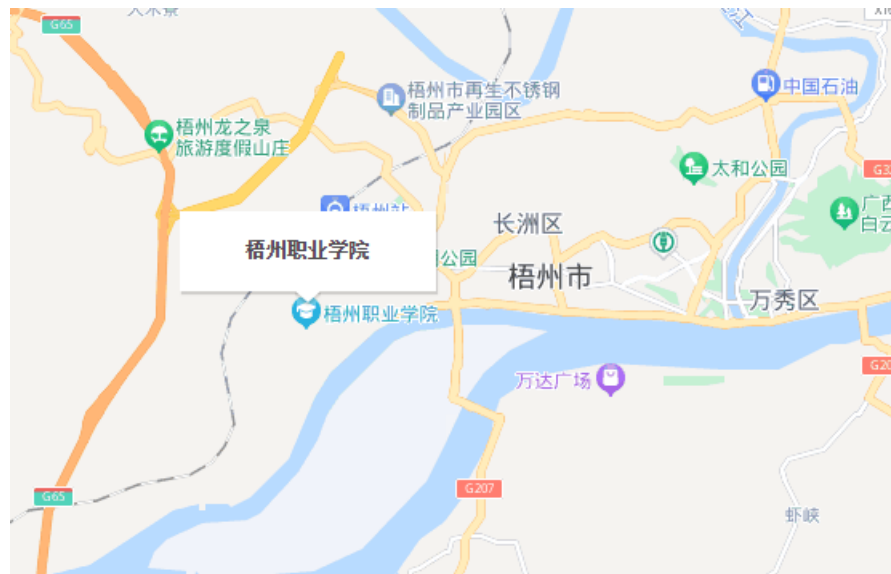 G65
梧州市再生不锈钢
制品产业园区
中国石油
梧州龙之泉
旅游度假山庄
太和公园
梧州职业学院
长洲区
公园
梧州市
万秀区
梧州职业学院
万达广场
G65
G207
虾峡